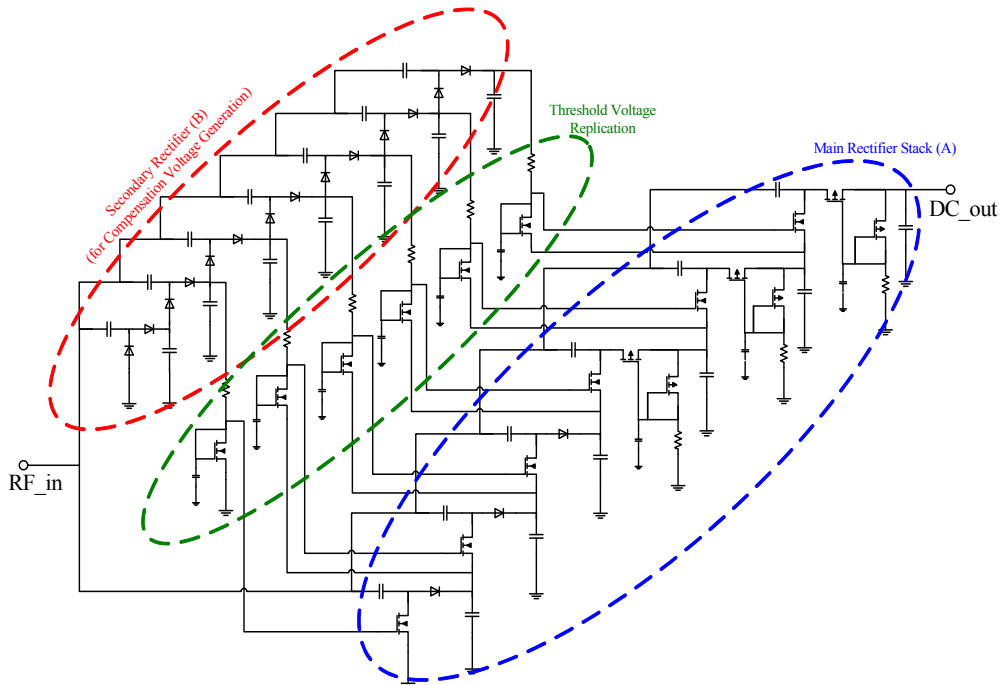 Secondary Rectifier (B)
(for Compensation Voltage Generation)
Threshold Voltage
Replication
Main Rectifier Stack (A)
DC_out
RF_in